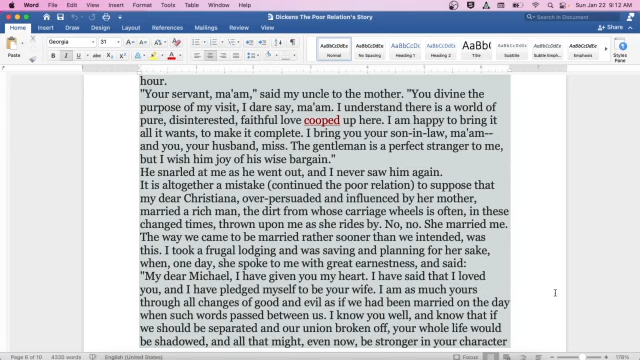 Word File Edit View Insert Format Tools Table Window Help
Sun Jan 22 9:12 AM
Dickens The Poor Relation's Story
Search in Document
Home Insert Draw Design Layout References Mailings Review View
Share
Paste
Georgia
31
AaBbCcDdEe AaBbCcDdEe AaBbCcDc AaBbCcDdEe AaBb( AaBbCcDdEe AaBbCcDdEe AaBbCcDdEe
Normal No Spacing Heading 1 Heading 2 Title Subtitle Subtle Emph... Emphasis
hour.
"Your servant, ma'am," said my uncle to the mother. "You divine the
purpose of my visit, I dare say, ma'am. I understand there is a world of
pure, disinterested, faithful love cooped up here. I am happy to bring it
all it wants, to make it complete. I bring you your son-in-law, ma'am--
and you, your husband, miss. The gentleman is a perfect stranger to me,
but I wish him joy of his wise bargain."
He snarled at me as he went out, and I never saw him again.
It is altogether a mistake (continued the poor relation) to suppose that
my dear Christiana, over-persuaded and influenced by her mother,
married a rich man, the dirt from whose carriage wheels is often, in these
changed times, thrown upon me as she rides by. No, no. She married me.
The way we came to be married rather sooner than we intended, was
this. I took a frugal lodging and was saving and planning for her sake,
when, one day, she spoke to me with great earnestness, and said:
"My dear Michael, I have given you my heart. I have said that I loved
you, and I have pledged myself to be your wife. I am as much yours
through all changes of good and evil as if we had been married on the day
when such words passed between us. I know you well, and know that if
we should be separated and our union broken off, your whole life would
be shadowed, and all that might, even now, be stronger in your character
Page 6 of 10 4330 words English (United States)
Focus
178%